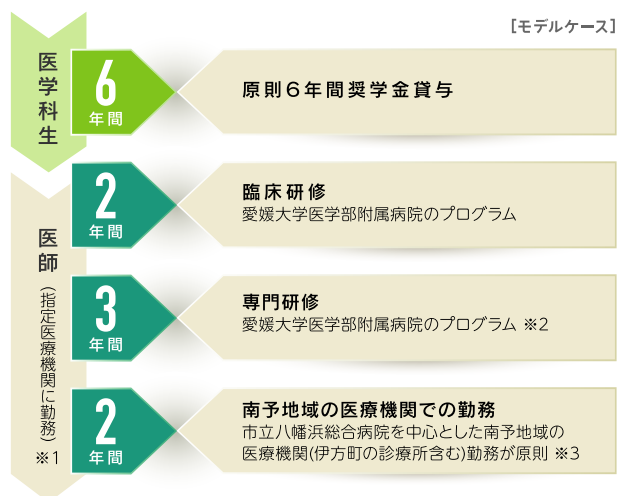 [モデルケース]
医学科生
6年間
原則6年間奨学金貸与
医師(指定医療機関に勤務)※1
2年間
臨床研修
愛媛大学医学部附属病院のプログラム
3年間
専門研修
愛媛大学医学部附属病院のプログラム ※2
2年間
南予地域の医療機関での勤務
市立八幡浜総合病院を中心とした南予地域の
医療機関(伊方町の診療所含む)勤務が原則 ※3